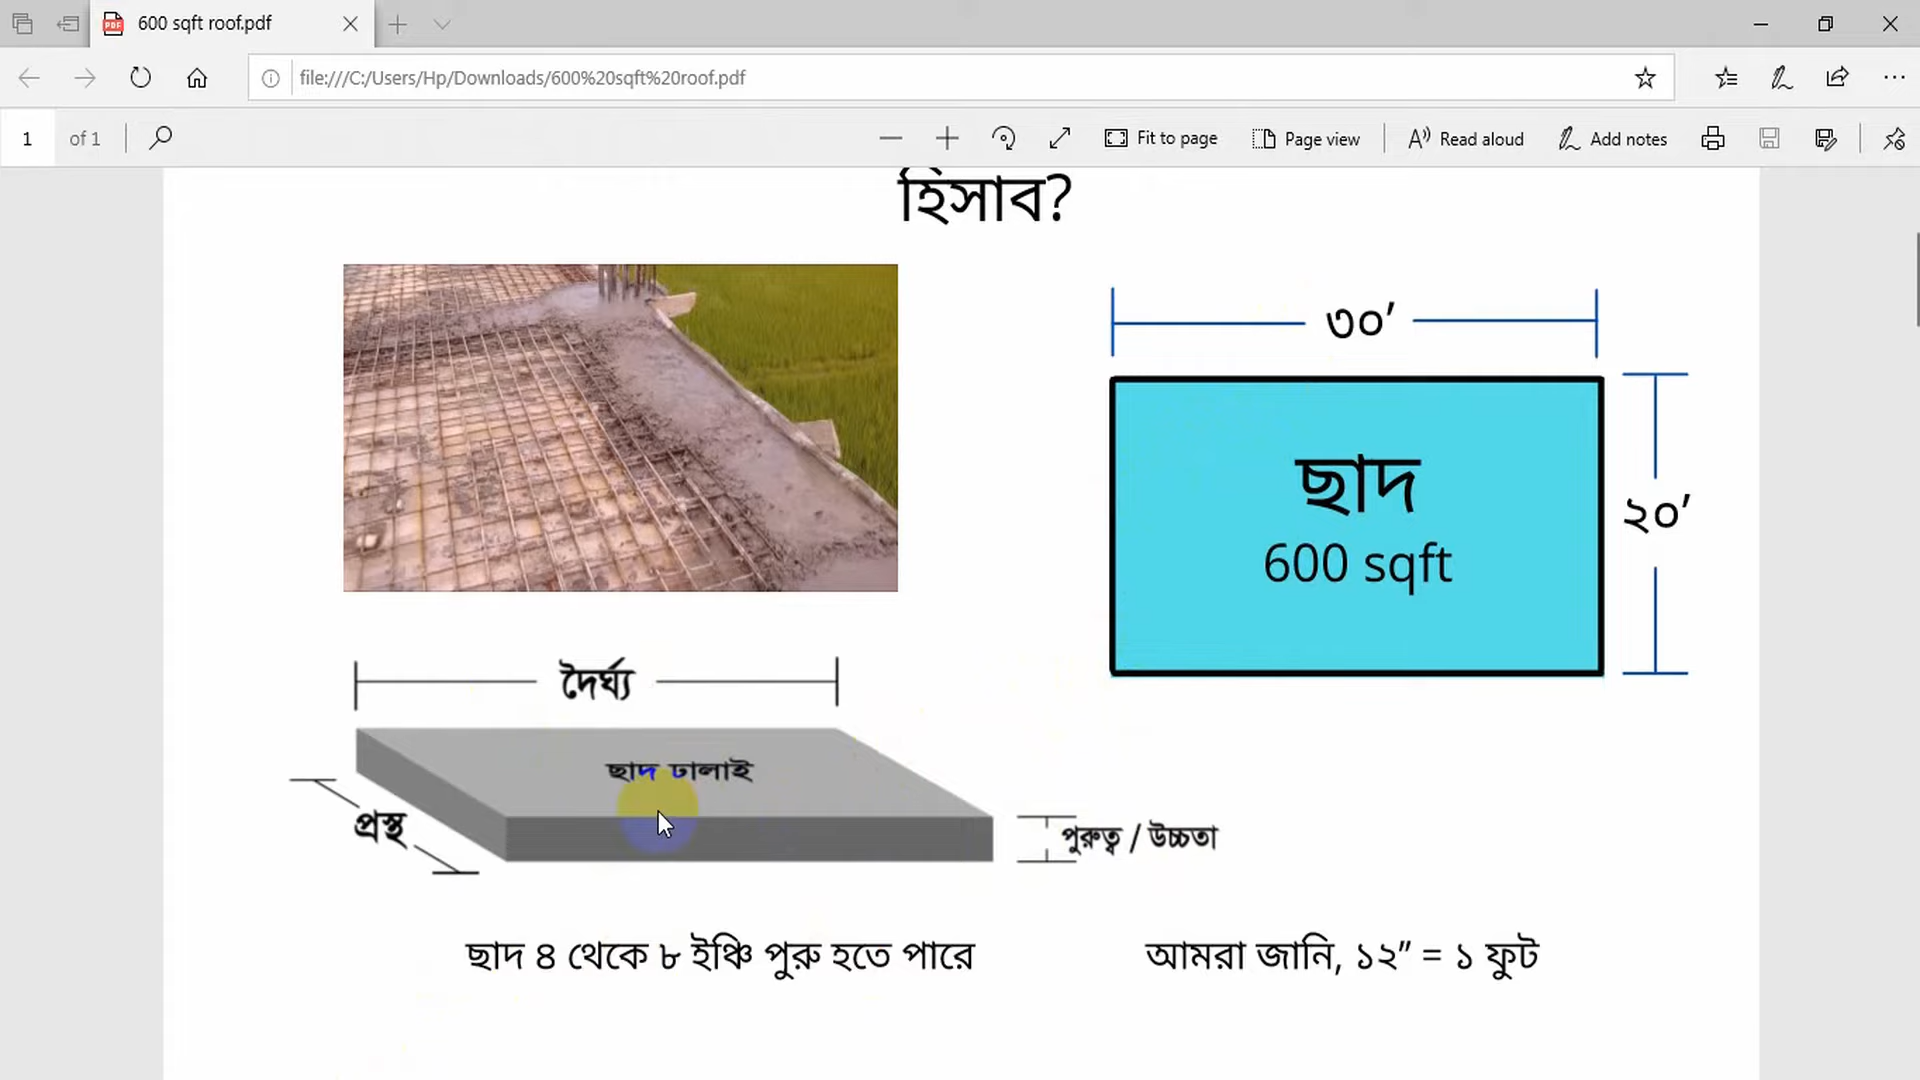 600 sqft roof.pdf
file:///C:/Users/Hp/Downloads/600%20sqft%20roof.pdf
1 of 1
Fit to page
Page view
Read aloud
Add notes
হিসাব?
৩০′
ছাদ
600 sqft
২০′
দৈর্ঘ্য
ছাদ ঢালাই
প্রস্থ
পুরুত্ব / উচ্চতা
ছাদ ৪ থেকে ৮ ইঞ্চি পুরু হতে পারে
আমরা জানি, ১২″ = ১ ফুট